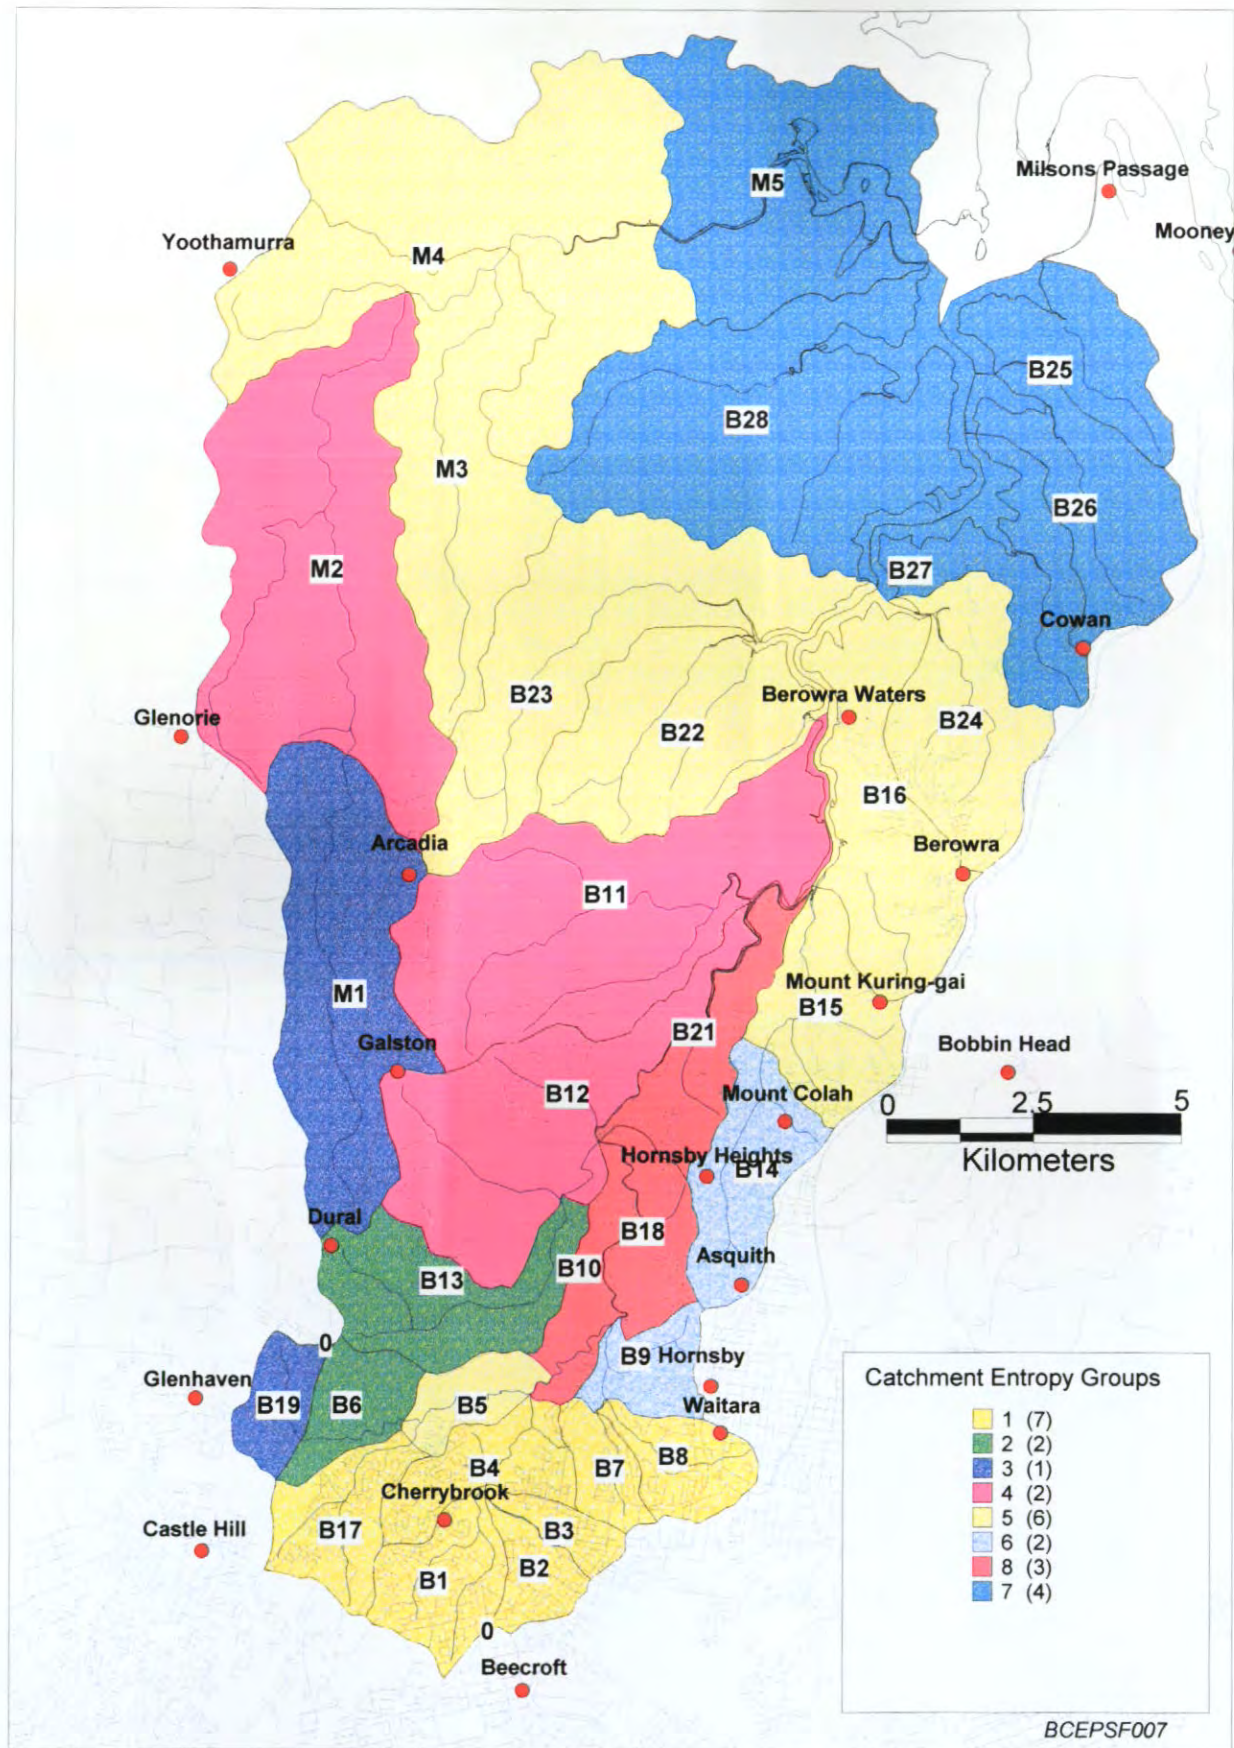 Milsons Passage
M5
Mooney
Yoothamurra
M4
B25
B28
M3
B26
M2
B27
Cowan
B23
Berowra Waters
Glenorie
B24
B22
B16
Arcadia
Berowra
B11
Mount Kuring-gai
M1
B15
B21
Galston
Bobbin Head
B12
Mount Colah
0 2.5 5
Kilometers
Hornsby Heights
B14
Dural
B18
Asquith
B10
B13
0
B9 Hornsby
Glenhaven
B19
B6
B5
Waitara
B4
B7
B8
Cherrybrook
Castle Hill
B17
B3
B2
B1
0
Beecroft
Catchment Entropy Groups
1 (7)
2 (2)
3 (1)
4 (2)
5 (6)
6 (2)
8 (3)
7 (4)
BCEPSF007